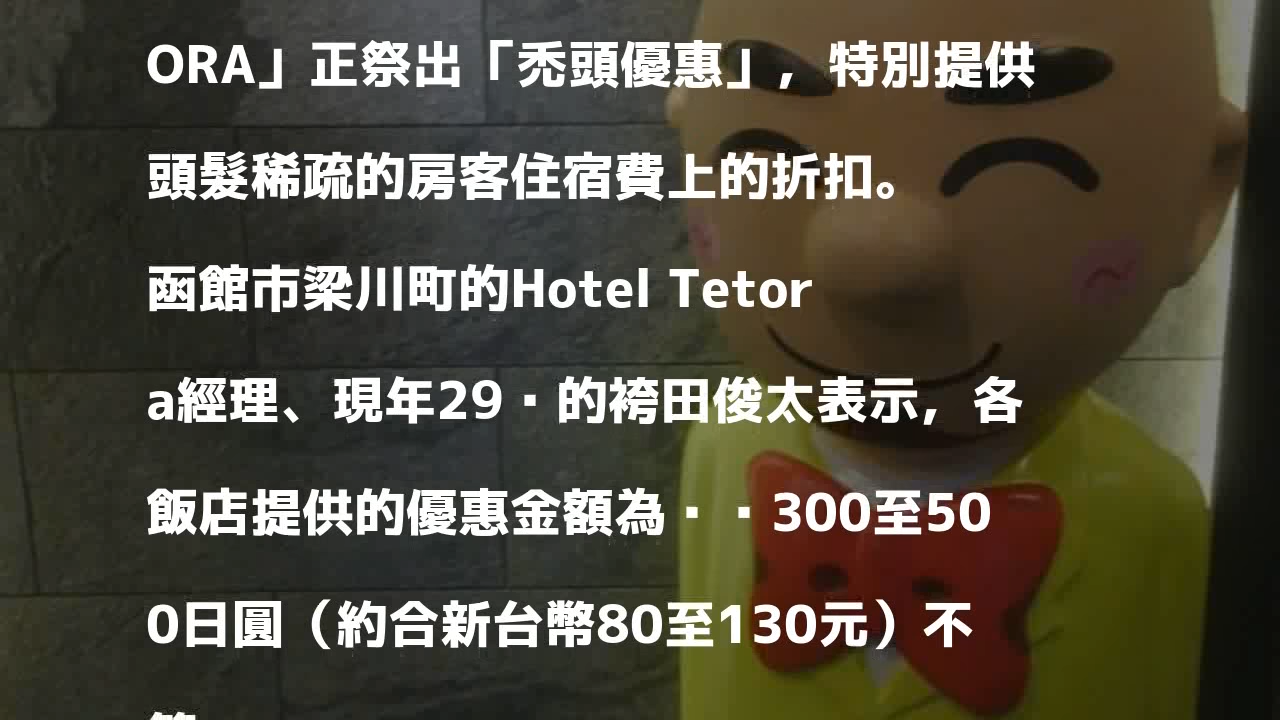 ORA」正祭出「禿頭優惠」，特別提供
頭髮稀疏的房客住宿費上的折扣。
函館市梁川町的Hotel Tetor
a經理、現年29・的袴田俊太表示，各
飯店提供的優惠金額為・・300至50
0日圓（約合新台幣80至130元）不